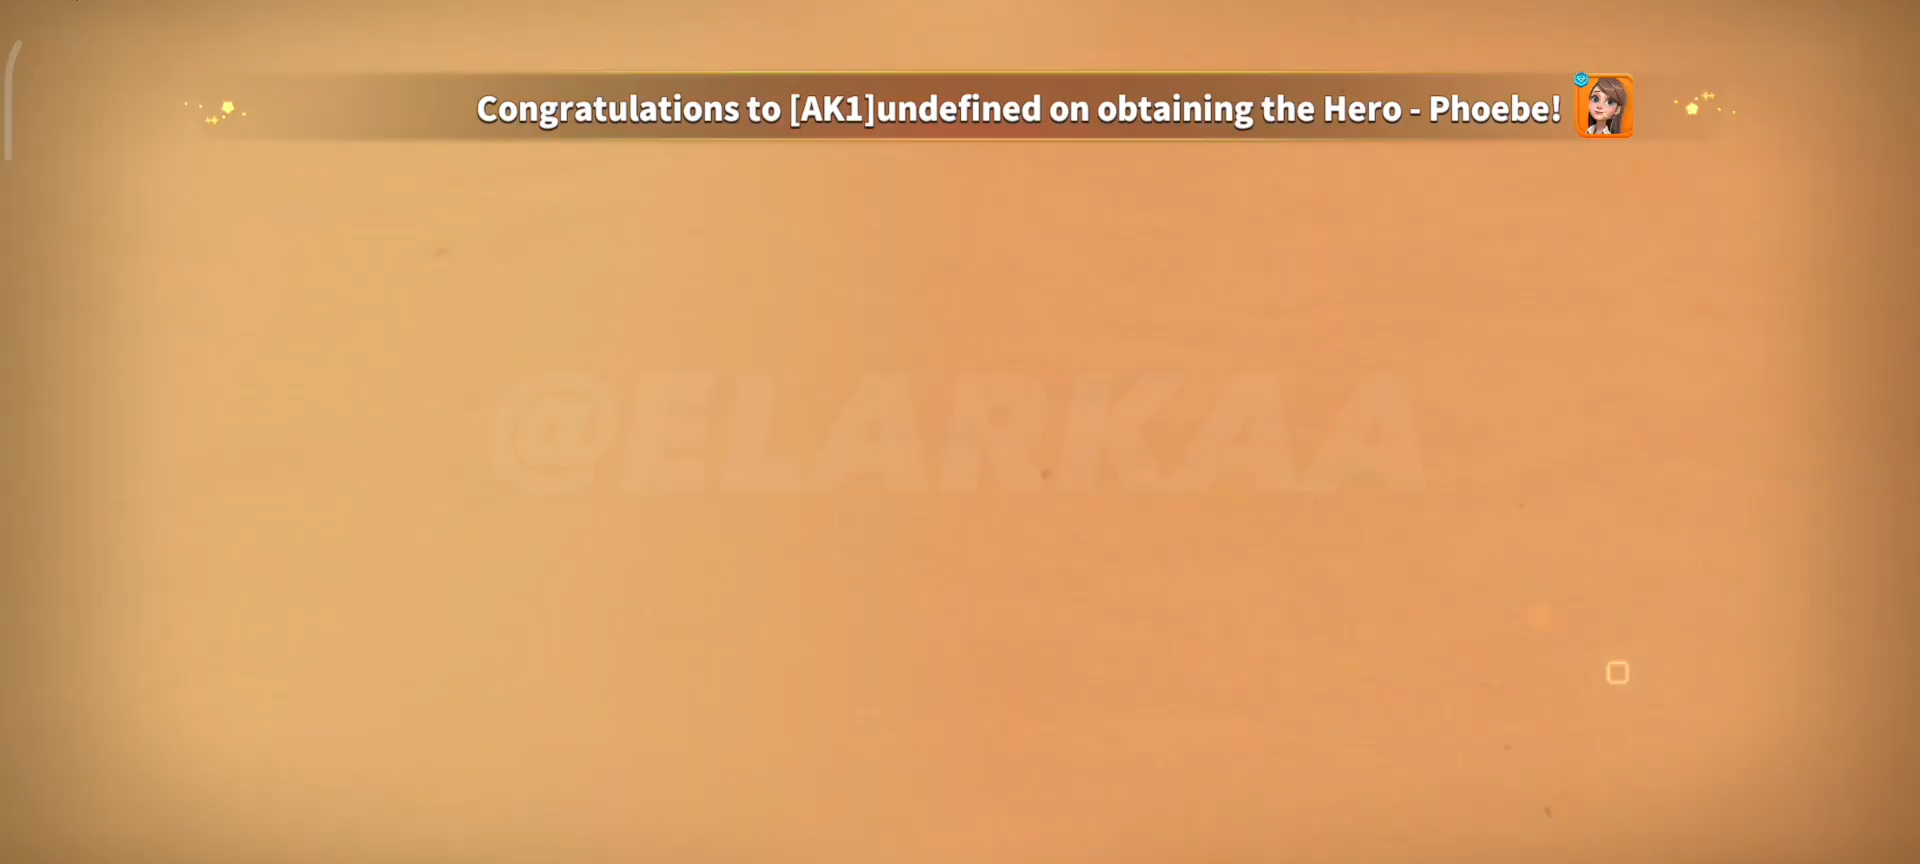 Congratulations to [AK1]undefined on obtaining the Hero - Phoebe!
@ELARKAA